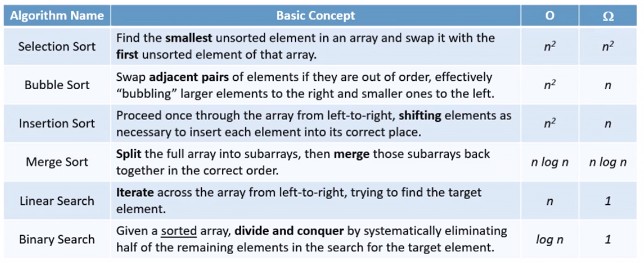 Algorithm Name Basic Concept O Ω
Selection Sort Find the smallest unsorted element in an array and swap it with the first unsorted element of that array. n² n²
Bubble Sort Swap adjacent pairs of elements if they are out of order, effectively “bubbling” larger elements to the right and smaller ones to the left. n² n
Insertion Sort Proceed once through the array from left-to-right, shifting elements as necessary to insert each element into its correct place. n² n
Merge Sort Split the full array into subarrays, then merge those subarrays back together in the correct order. n log n n log n
Linear Search Iterate across the array from left-to-right, trying to find the target element. n 1
Binary Search Given a sorted array, divide and conquer by systematically eliminating half of the remaining elements in the search for the target element. log n 1